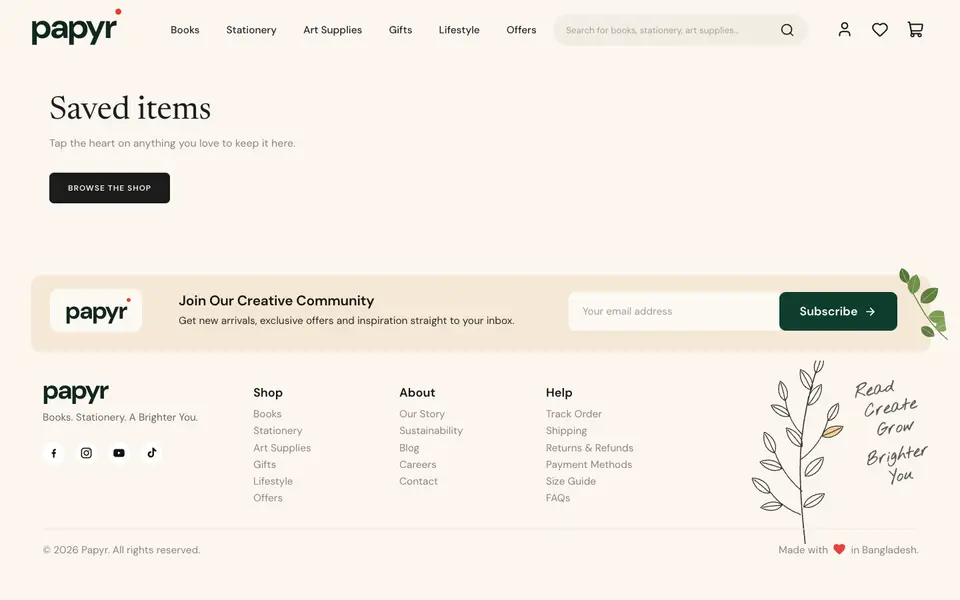 papyr
Books
Stationery
Art Supplies
Gifts
Lifestyle
Offers
Search for books, stationery, art supplies...
Saved items
Tap the heart on anything you love to keep it here.
BROWSE THE SHOP
papyr
Join Our Creative Community
Get new arrivals, exclusive offers and inspiration straight to your inbox.
Your email address
Subscribe →
papyr
Books. Stationery. A Brighter You.
Shop
Books
Stationery
Art Supplies
Gifts
Lifestyle
Offers
About
Our Story
Sustainability
Blog
Careers
Contact
Help
Track Order
Shipping
Returns & Refunds
Payment Methods
Size Guide
FAQs
Read
Create
Grow
Brighter
You
© 2026 Papyr. All rights reserved.
Made with ❤️ in Bangladesh.